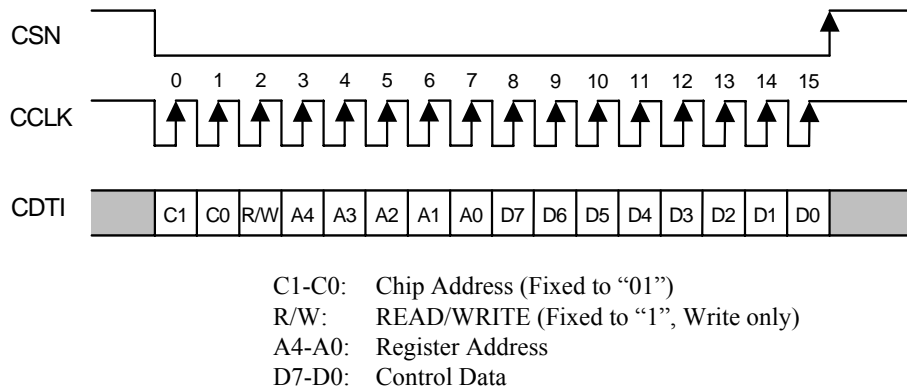 CSN
0 1 2 3 4 5 6 7 8 9 10 11 12 13 14 15
CCLK
CDTI C1 C0 R/W A4 A3 A2 A1 A0 D7 D6 D5 D4 D3 D2 D1 D0
C1-C0: Chip Address (Fixed to “01”)
R/W: READ/WRITE (Fixed to “1”, Write only)
A4-A0: Register Address
D7-D0: Control Data